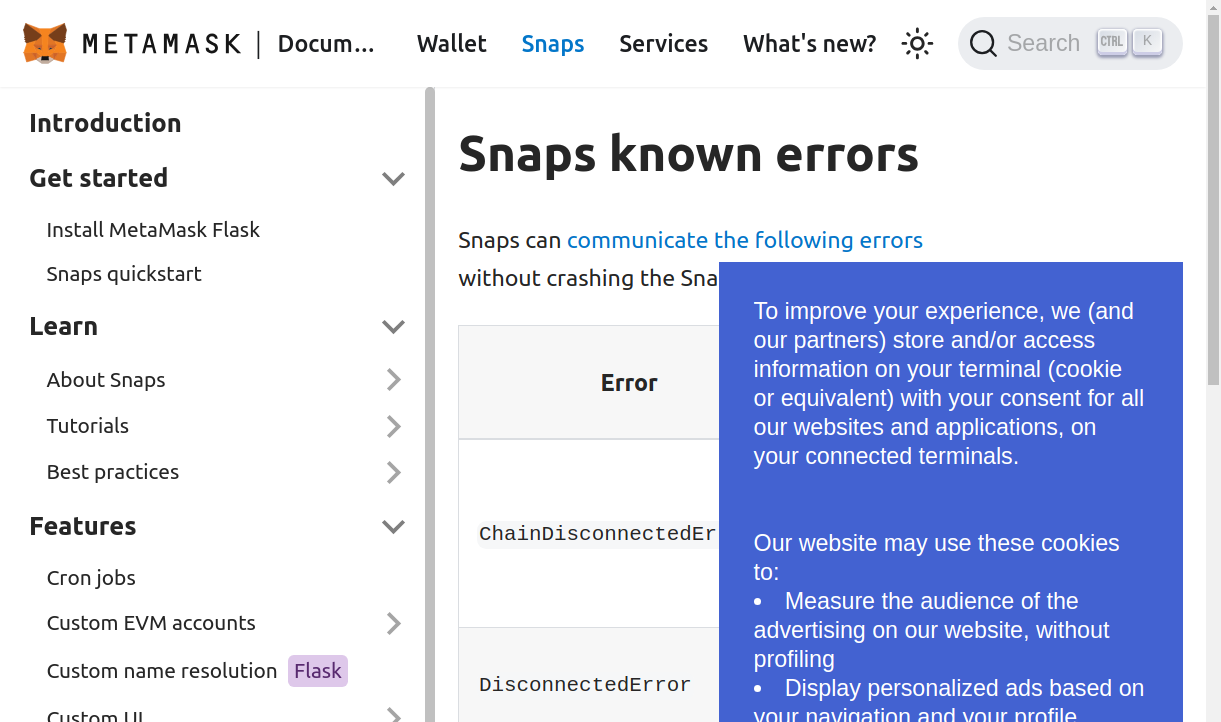 METAMASK | Docum... Wallet Snaps Services What's new? Search CTRL K
Introduction
Get started
Install MetaMask Flask
Snaps quickstart
Learn
About Snaps
Tutorials
Best practices
Features
Cron jobs
Custom EVM accounts
Custom name resolution Flask
Custom UI
Snaps known errors
Snaps can communicate the following errors
without crashing the Sna
Error
ChainDisconnectedEr
DisconnectedError
To improve your experience, we (and
our partners) store and/or access
information on your terminal (cookie
or equivalent) with your consent for all
our websites and applications, on
your connected terminals.
Our website may use these cookies
to:
• Measure the audience of the
advertising on our website, without
profiling
• Display personalized ads based on
your navigation and your profile